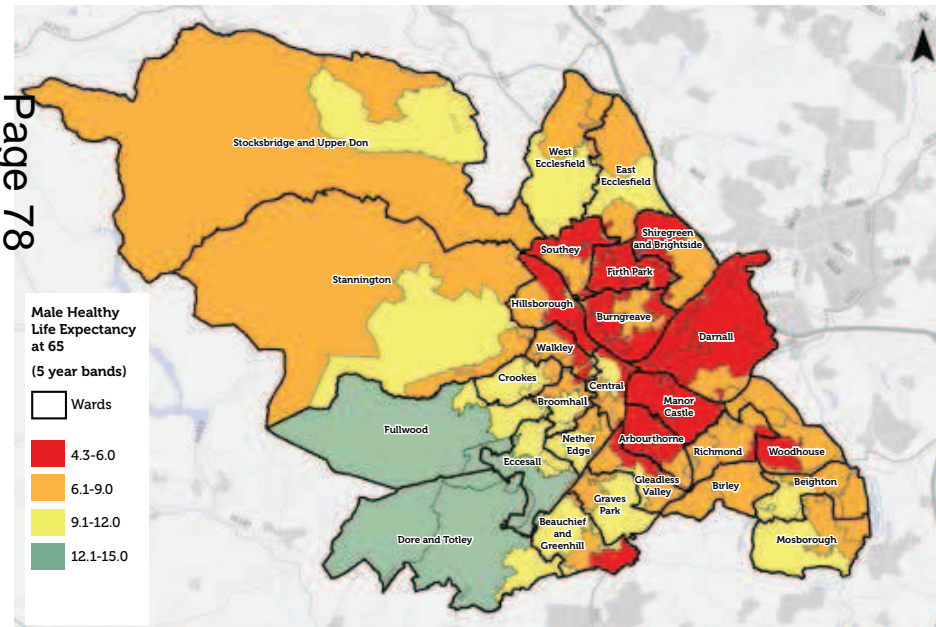 Page 78
N
Stocksbridge and Upper Don
West
Ecclesfield
East
Ecclesfield
Shiregreen
and Brightside
Southey
Firth Park
Stannington
Hillsborough
Burngreave
Darnall
Walkley
Crookes
Central
Broomhall
Manor
Castle
Fullwood
Nether
Edge
Arbourthorne
Richmond
Woodhouse
Eccesall
Gleadless
Valley
Birley
Beighton
Graves
Park
Beauchief
and
Greenhill
Dore and Totley
Mosborough
Male Healthy
Life Expectancy
at 65
(5 year bands)
Wards
4.3-6.0
6.1-9.0
9.1-12.0
12.1-15.0